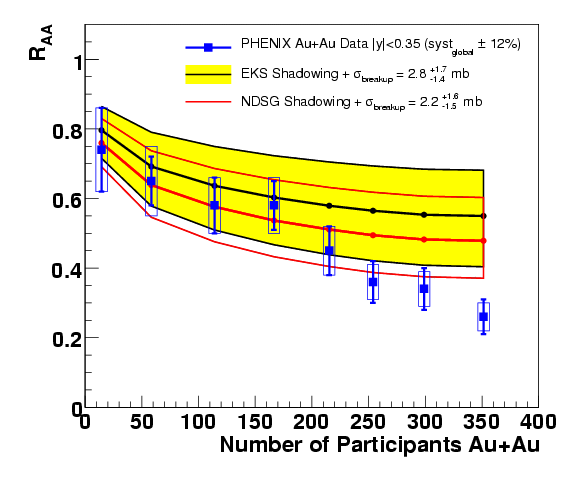 R_AA
PHENIX Au+Au Data |y|<0.35 (syst_global ± 12%)
EKS Shadowing + σ_breakup = 2.8 +1.7 -1.4 mb
NDSG Shadowing + σ_breakup = 2.2 +1.6 -1.5 mb
1
0.8
0.6
0.4
0.2
0
0 50 100 150 200 250 300 350 400
Number of Participants Au+Au